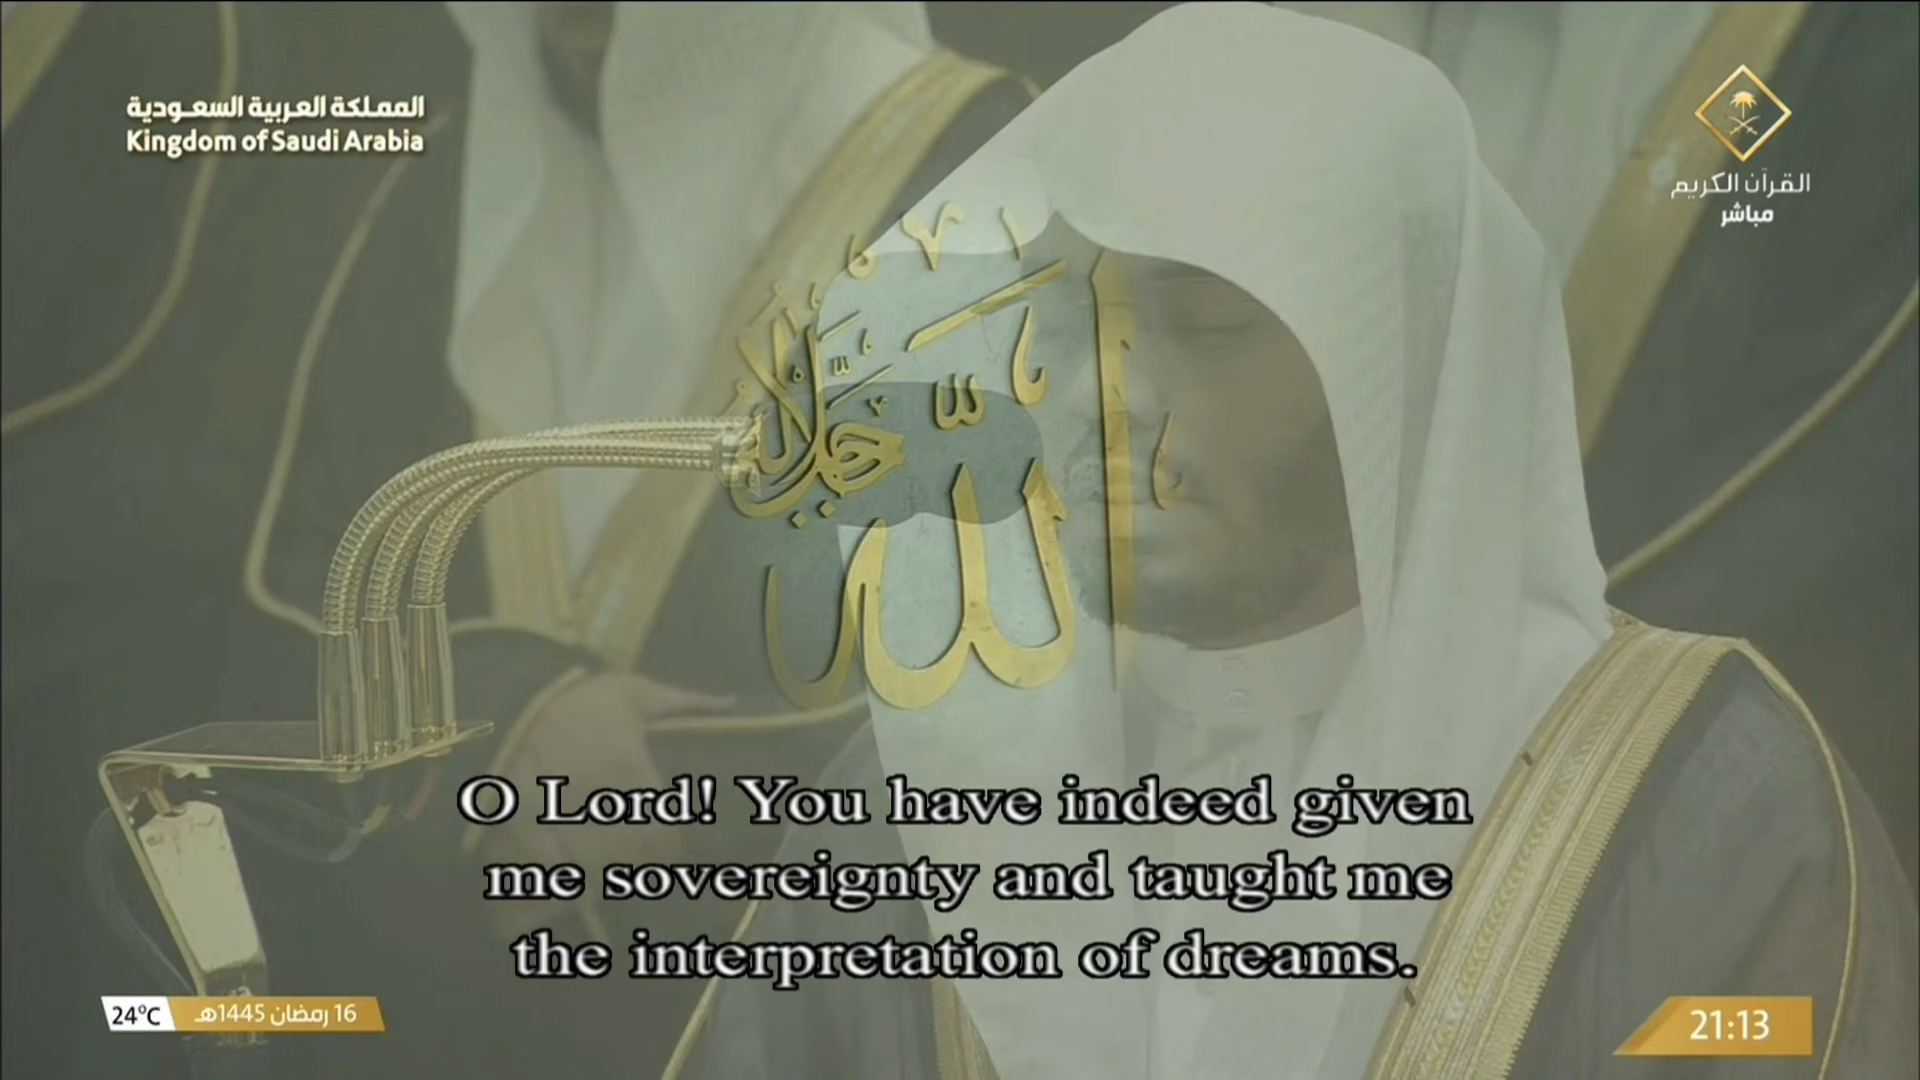 المملكة العربية السعودية
Kingdom of Saudi Arabia
القرآن الكريم
مباشر
الله
جل جلاله
O Lord! You have indeed given
me sovereignty and taught me
the interpretation of dreams.
24°C
16 رمضان 1445هـ
21:13